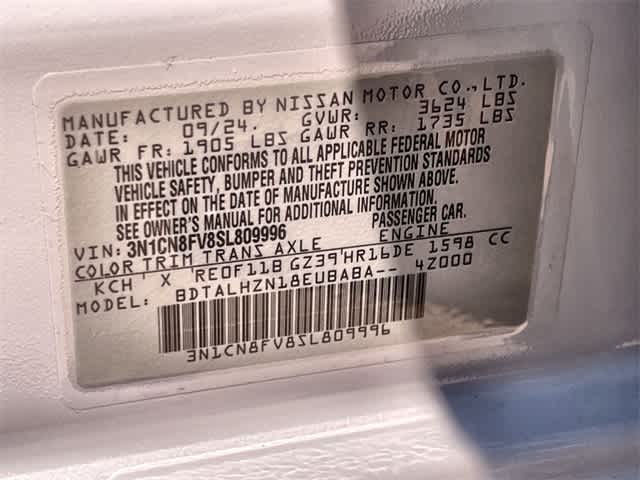 MANUFACTURED BY NISSAN MOTOR CO., LTD.
DATE: 09/24. GVWR: 3624 LBS
GAWR FR: 1905 LBS GAWR RR: 1735 LBS
THIS VEHICLE CONFORMS TO ALL APPLICABLE FEDERAL MOTOR
VEHICLE SAFETY, BUMPER AND THEFT PREVENTION STANDARDS
IN EFFECT ON THE DATE OF MANUFACTURE SHOWN ABOVE.
SEE OWNER'S MANUAL FOR ADDITIONAL INFORMATION.
VIN: 3N1CN8FV8SL809996 PASSENGER CAR.
COLOR TRIM TRANS AXLE ENGINE
KCH ' X 'RE0F11B GZ39'HR16DE 1598 CC
MODEL: BDTALHZN18EUBABA-- 4Z000
3N1CN8FV8SL809996